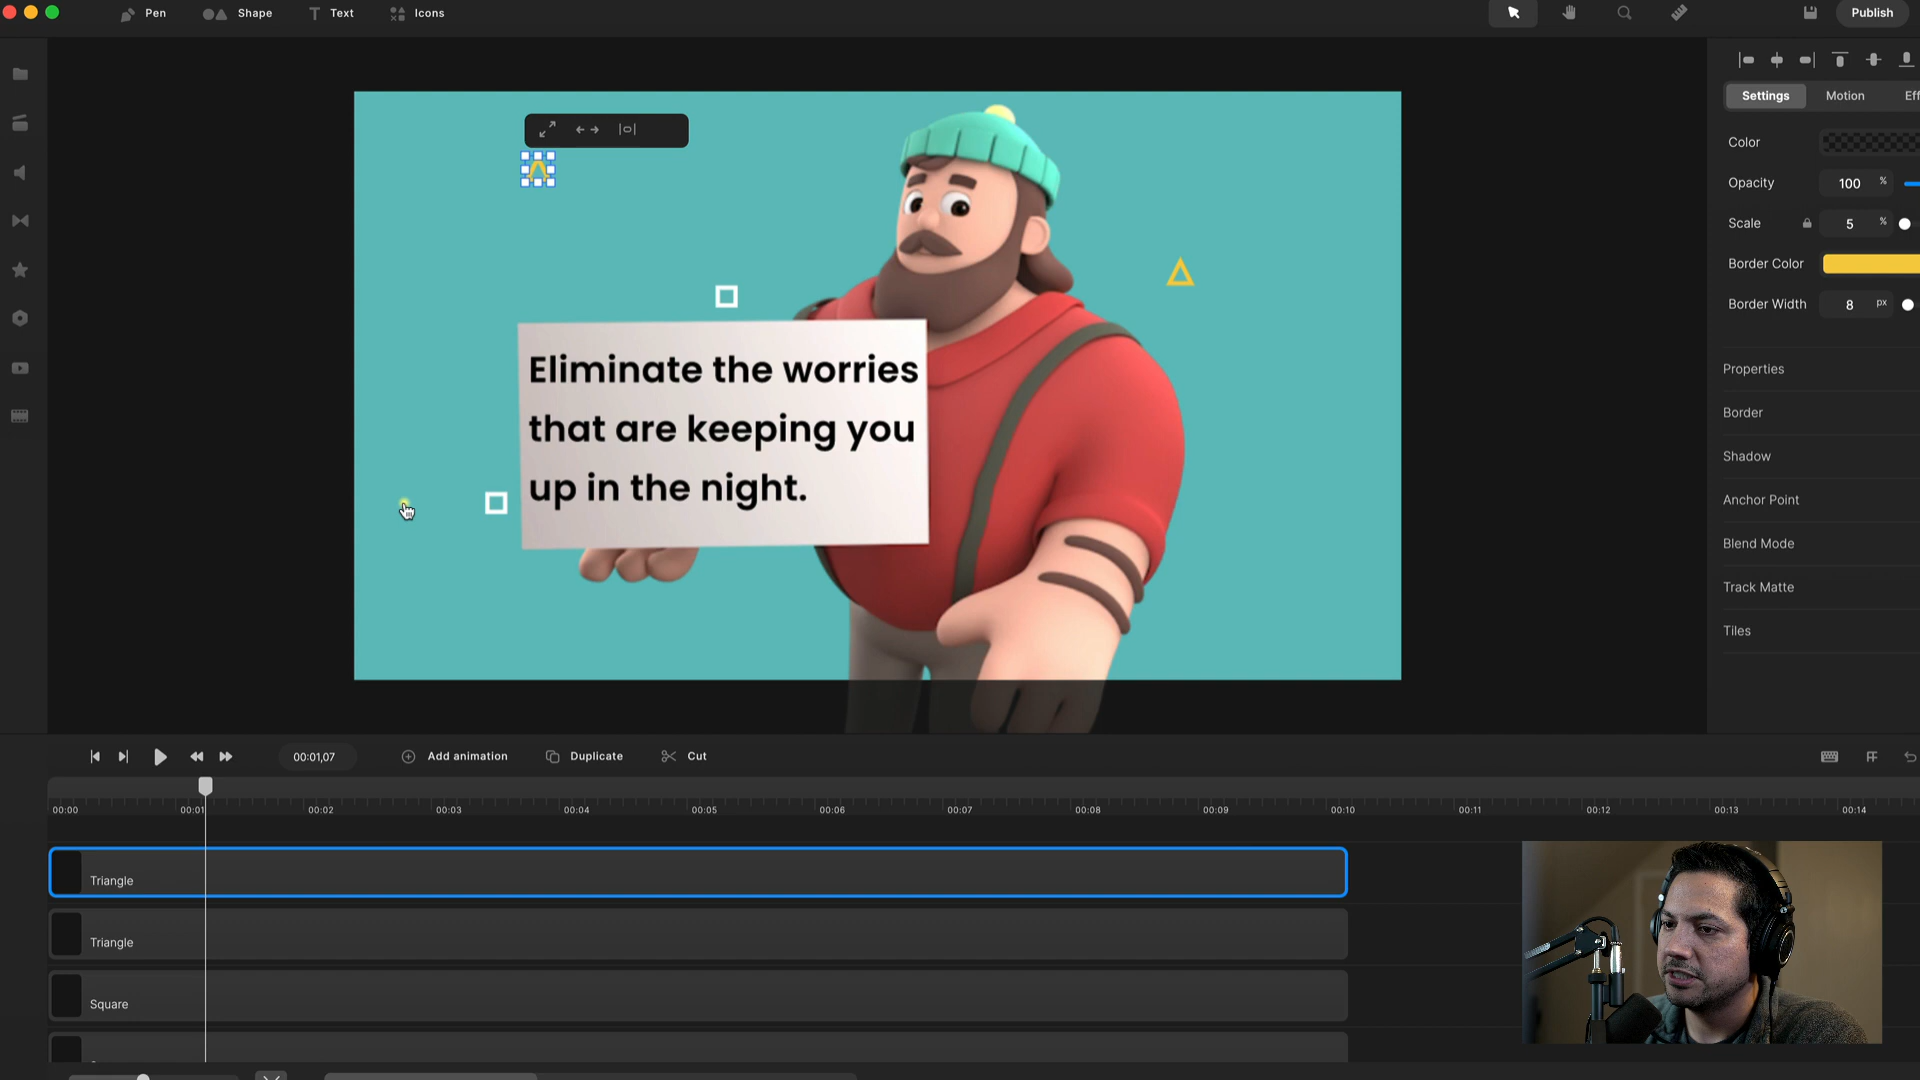 Pen
Shape
Text
Icons
Publish
Settings
Motion
Eff
Color
Opacity
100 %
Scale
5 %
Border Color
Border Width
8 px
Properties
Border
Shadow
Anchor Point
Blend Mode
Track Matte
Tiles
Eliminate the worries
that are keeping you
up in the night.
00:01,07
Add animation
Duplicate
Cut
00:00
00:01
00:02
00:03
00:04
00:05
00:06
00:07
00:08
00:09
00:10
00:11
00:12
00:13
00:14
Triangle
Triangle
Square